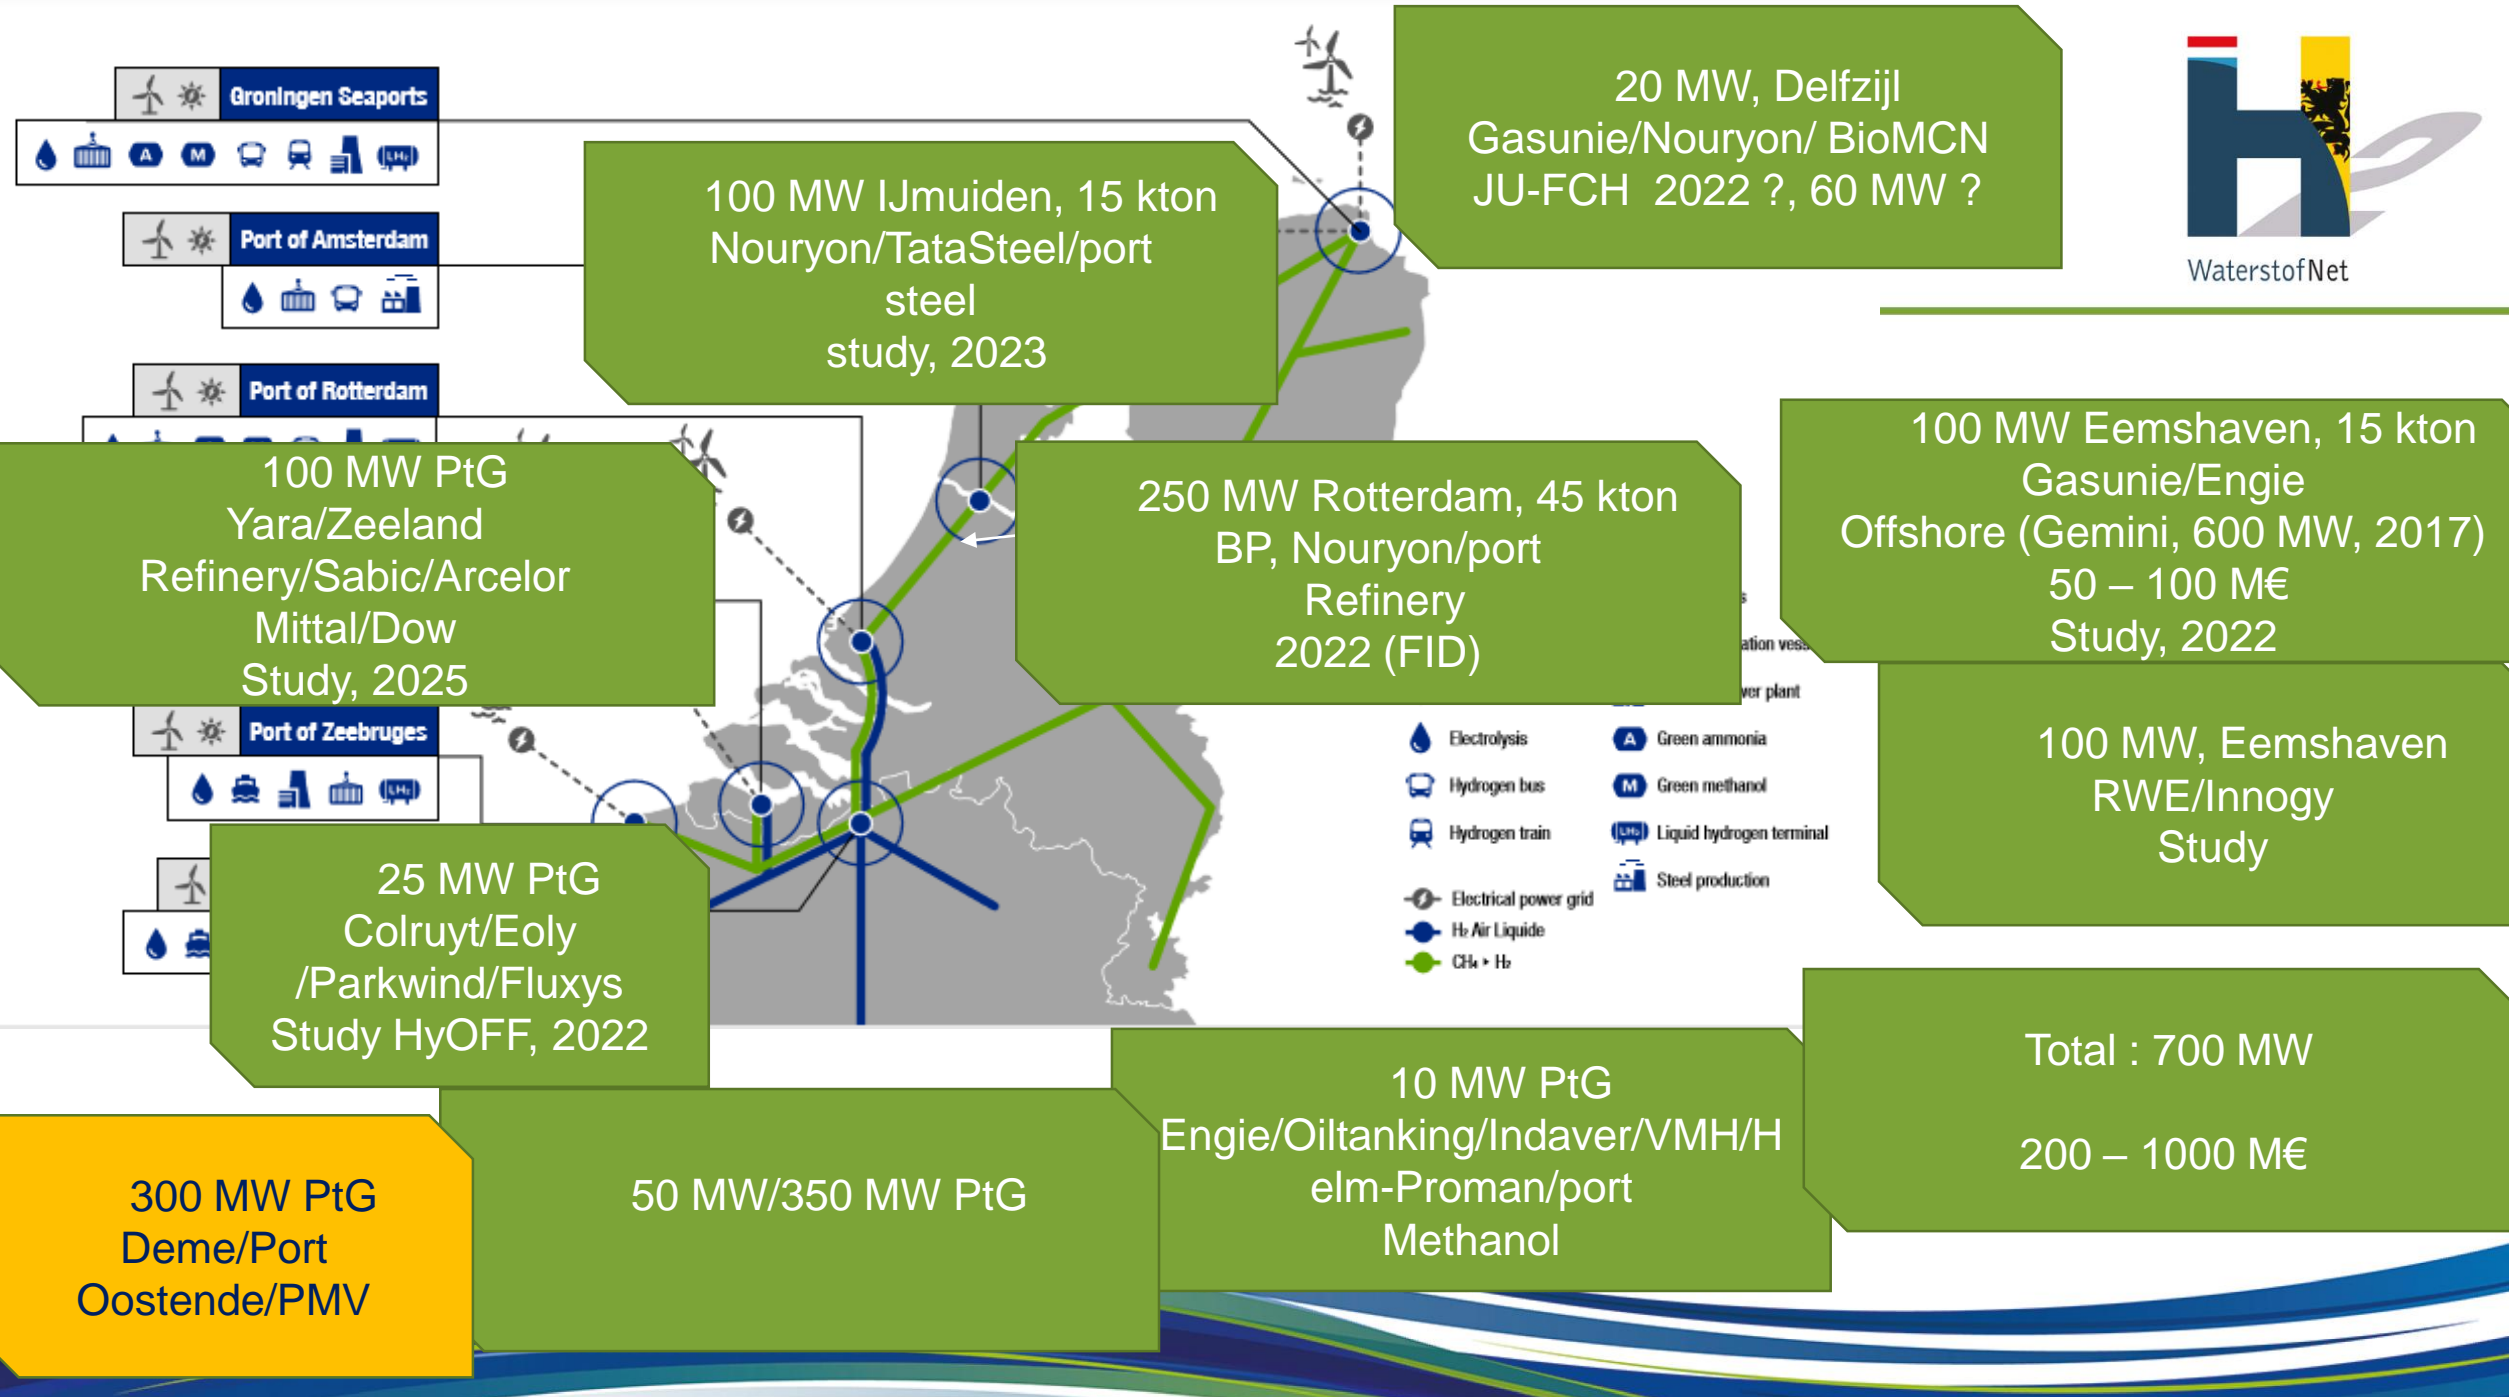 Groningen Seaports
A
M
LH₂
Port of Amsterdam
Port of Rotterdam
20 MW, Delfzijl
Gasunie/Nouryon/ BioMCN
JU-FCH 2022 ?, 60 MW ?
WaterstofNet
100 MW IJmuiden, 15 kton
Nouryon/TataSteel/port
steel
study, 2023
100 MW PtG
Yara/Zeeland
Refinery/Sabic/Arcelor
Mittal/Dow
Study, 2025
250 MW Rotterdam, 45 kton
BP, Nouryon/port
Refinery
2022 (FID)
100 MW Eemshaven, 15 kton
Gasunie/Engie
Offshore (Gemini, 600 MW, 2017)
50 – 100 M€
Study, 2022
plant
Port of Zeebruges
LH₂
Electrolysis
Hydrogen bus
Hydrogen train
A Green ammonia
M Green methanol
LH₂ Liquid hydrogen terminal
Steel production
Electrical power grid
H₂ Air Liquide
CH₄ ▸ H₂
100 MW, Eemshaven
RWE/Innogy
Study
25 MW PtG
Colruyt/Eoly
/Parkwind/Fluxys
Study HyOFF, 2022
300 MW PtG
Deme/Port
Oostende/PMV
50 MW/350 MW PtG
10 MW PtG
Engie/Oiltanking/Indaver/VMH/H
elm-Proman/port
Methanol
Total : 700 MW
200 – 1000 M€